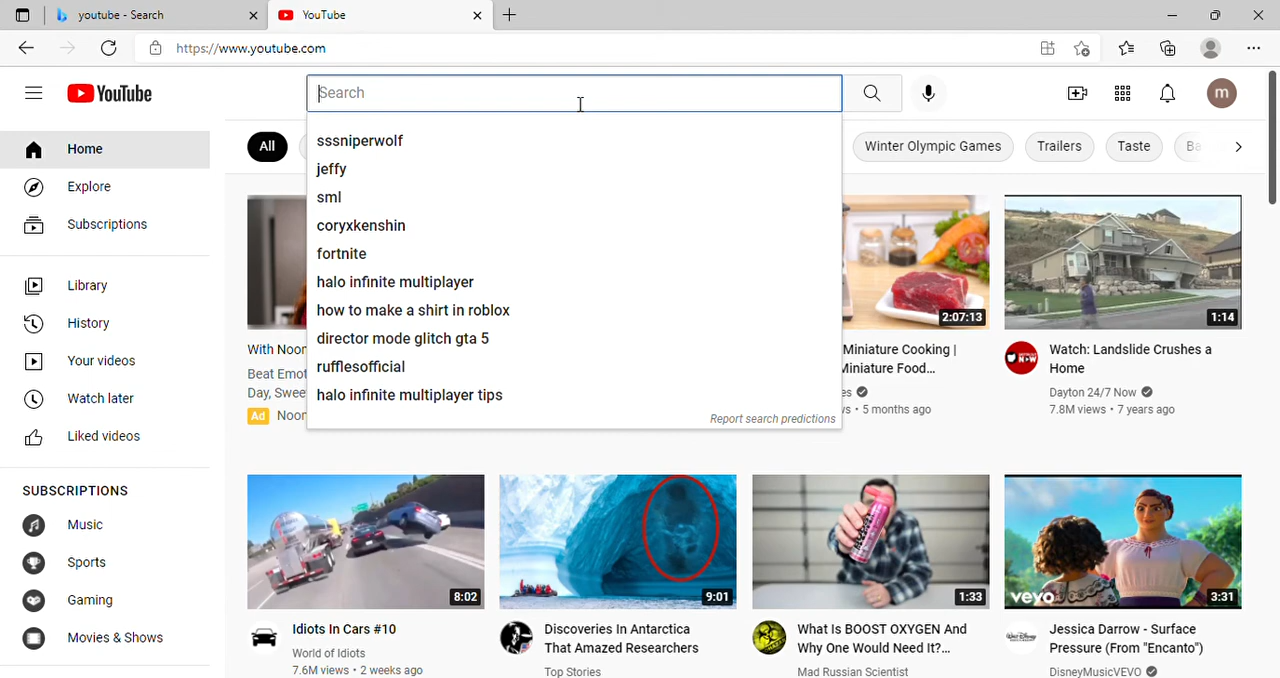 youtube - Search
YouTube
https://www.youtube.com
YouTube
Search
m
Home
Explore
Subscriptions
Library
History
Your videos
Watch later
Liked videos
SUBSCRIPTIONS
Music
Sports
Gaming
Movies & Shows
All
Winter Olympic Games
Trailers
Taste
Ba
sssniperwolf
jeffy
sml
coryxkenshin
fortnite
halo infinite multiplayer
how to make a shirt in roblox
director mode glitch gta 5
rufflesofficial
halo infinite multiplayer tips
Report search predictions
With Noor
Beat Emot
Day, Swee
Ad Noon
2:07:13
Miniature Cooking |
Miniature Food...
es
vs • 5 months ago
1:14
Watch: Landslide Crushes a
Home
Dayton 24/7 Now
7.8M views • 7 years ago
8:02
Idiots In Cars #10
World of Idiots
7.6M views • 2 weeks ago
9:01
Discoveries In Antarctica
That Amazed Researchers
Top Stories
1:33
What Is BOOST OXYGEN And
Why One Would Need It?...
Mad Russian Scientist
vevo
3:31
Jessica Darrow - Surface
Pressure (From "Encanto")
DisneyMusicVEVO